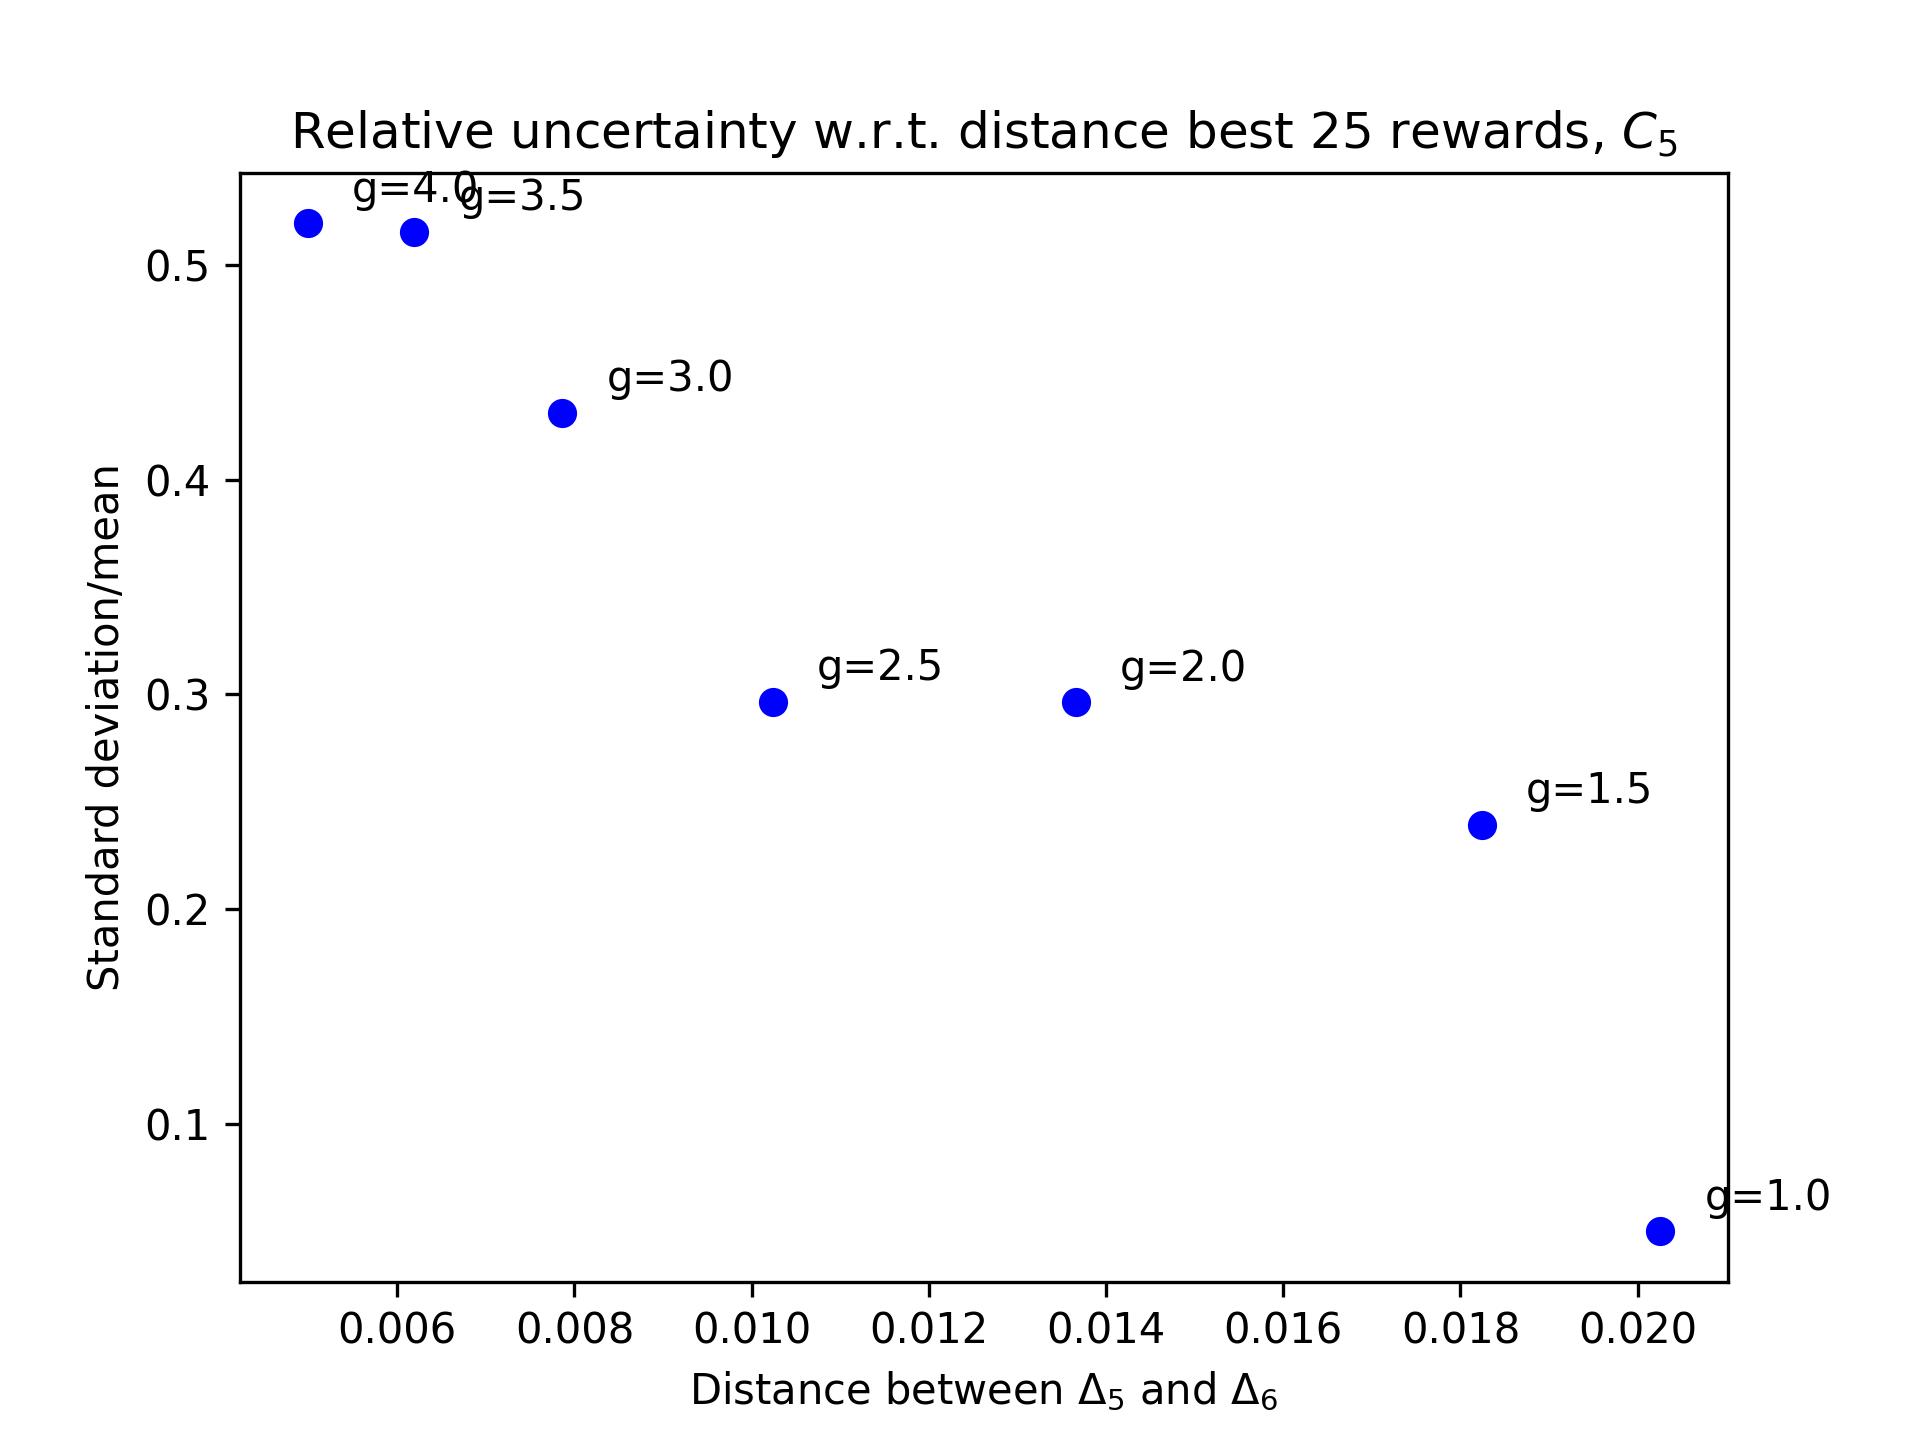 Relative uncertainty w.r.t. distance best 25 rewards, C₅
g=4.0
g=3.5
g=3.0
g=2.5
g=2.0
g=1.5
g=1.0
Standard deviation/mean
0.5
0.4
0.3
0.2
0.1
0.006 0.008 0.010 0.012 0.014 0.016 0.018 0.020
Distance between Δ₅ and Δ₆